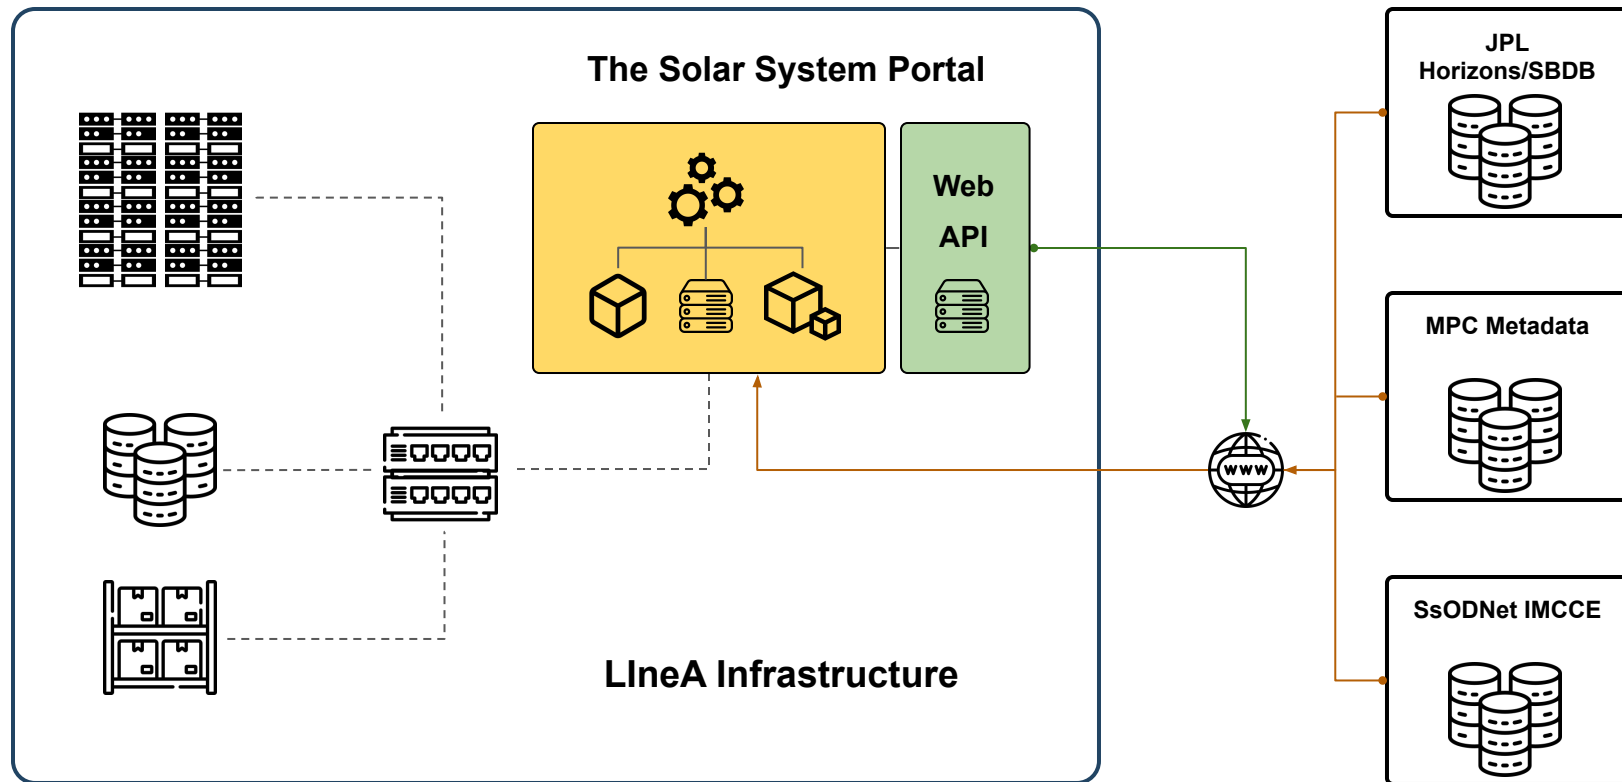 The Solar System Portal
Web
API
LIneA Infrastructure
www
JPL
Horizons/SBDB
MPC Metadata
SsODNet IMCCE